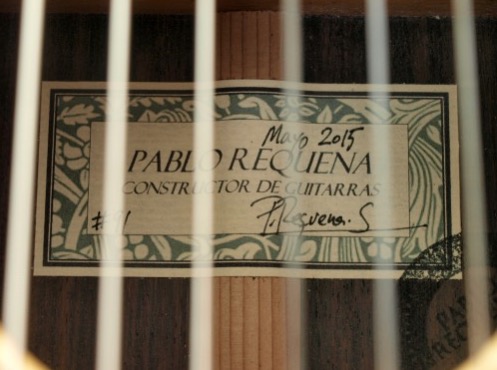 Mayo 2015
PABLO REQUENA
CONSTRUCTOR DE GUITARRAS
P. Requena. S